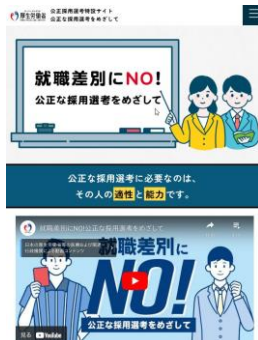 厚生労働省
公正採用選考特設サイト
公正な採用選考をめざして
就職差別にNO!
公正な採用選考をめざして
公正な採用選考に必要なのは、
その人の適性と能力です。
就職差別にNO!公正な採用選考をめざして
就職差別に
NO!
公正な採用選考をめざして
見る YouTube